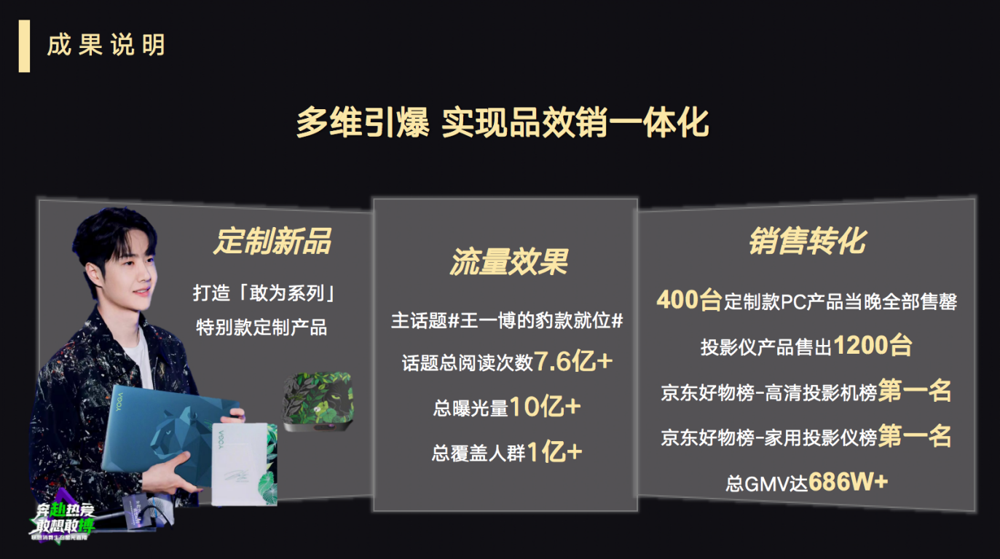 成果说明
多维引爆 实现品效销一体化
定制新品
打造「敢为系列」
特别款定制产品
YOGA
YOGA
奔赴热爱
敢想敢搏
流量效果
主话题#王一博的豹款就位#
话题总阅读次数7.6亿+
总曝光量10亿+
总覆盖人群1亿+
销售转化
400台定制款PC产品当晚全部售罄
投影仪产品售出1200台
京东好物榜-高清投影机榜第一名
京东好物榜-家用投影仪榜第一名
总GMV达686W+